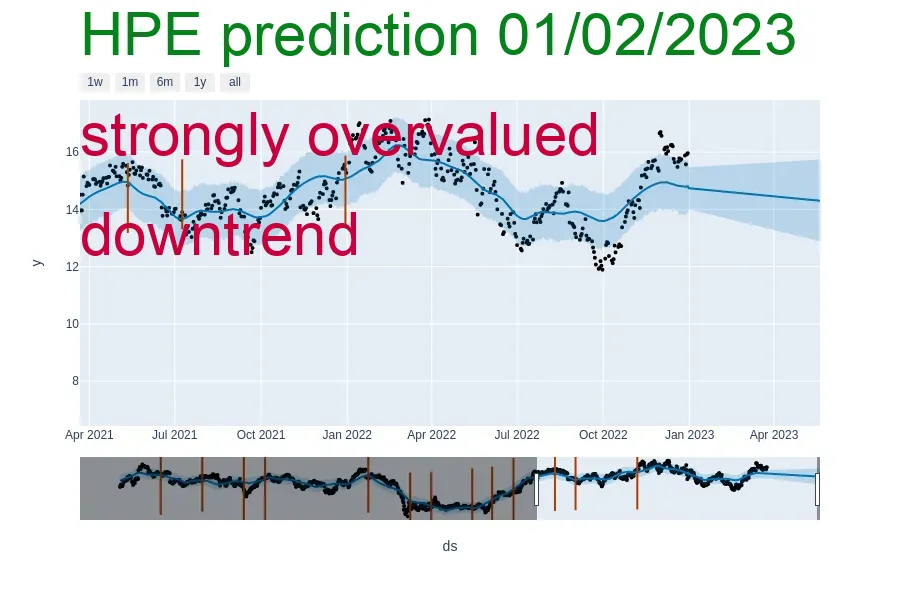 HPE prediction 01/02/2023
1w 1m 6m 1y all
strongly overvalued
16
14
downtrend
12
y
10
8
Apr 2021 Jul 2021 Oct 2021 Jan 2022 Apr 2022 Jul 2022 Oct 2022 Jan 2023 Apr 2023
ds